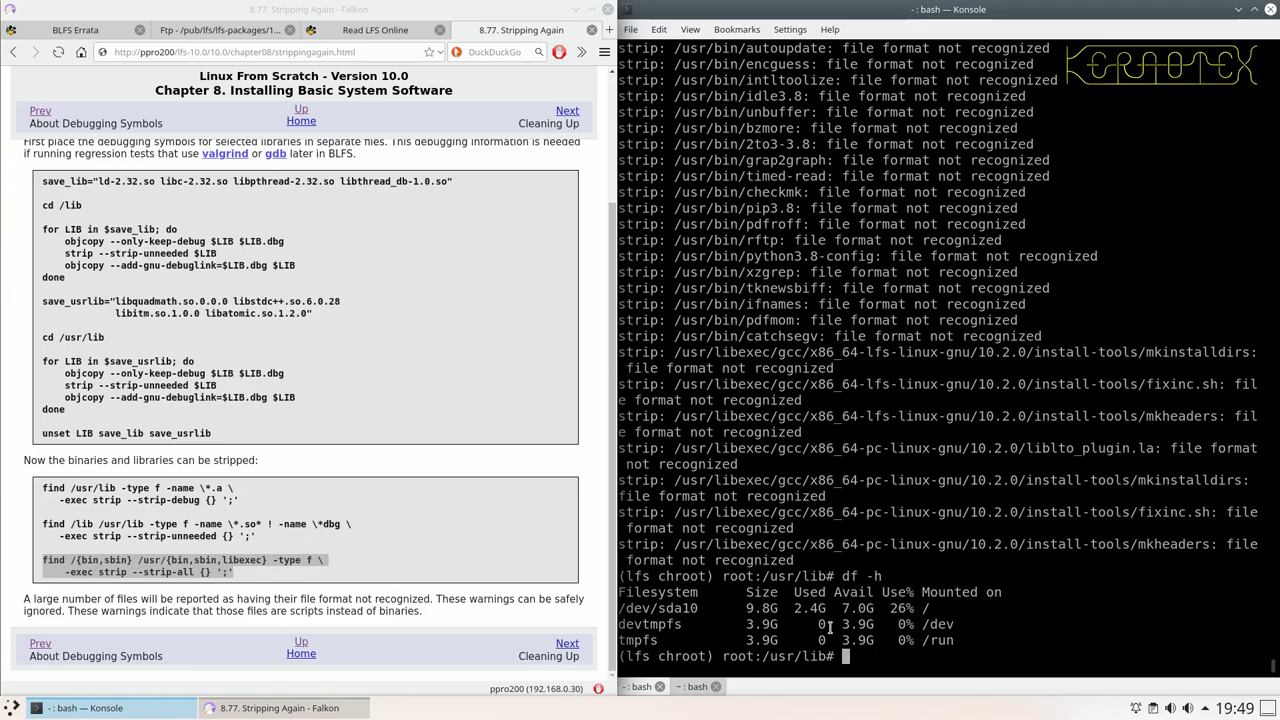 8.77. Stripping Again - Falkon
BLFS Errata
Ftp - /pub/lfs/lfs-packages/1...
Read LFS Online
8.77. Stripping Again
http://ppro200/lfs-10.0/10.0/chapter08/strippingagain.html
DuckDuckGo
Linux From Scratch - Version 10.0
Chapter 8. Installing Basic System Software
Prev
Up
Next
About Debugging Symbols
Home
Cleaning Up
First place the debugging symbols for selected libraries in separate files. This debugging information is needed
if running regression tests that use valgrind or gdb later in BLFS.
save_lib="ld-2.32.so libc-2.32.so libpthread-2.32.so libthread_db-1.0.so"
cd /lib
for LIB in $save_lib; do
objcopy --only-keep-debug $LIB $LIB.dbg
strip --strip-unneeded $LIB
objcopy --add-gnu-debuglink=$LIB.dbg $LIB
done
save_usrlib="libquadmath.so.0.0.0 libstdc++.so.6.0.28
libitm.so.1.0.0 libatomic.so.1.2.0"
cd /usr/lib
for LIB in $save_usrlib; do
objcopy --only-keep-debug $LIB $LIB.dbg
strip --strip-unneeded $LIB
objcopy --add-gnu-debuglink=$LIB.dbg $LIB
done
unset LIB save_lib save_usrlib
Now the binaries and libraries can be stripped:
find /usr/lib -type f -name \*.a \
-exec strip --strip-debug {} ';'
find /lib /usr/lib -type f -name \*.so* ! -name \*dbg \
-exec strip --strip-unneeded {} ';'
find /{bin,sbin} /usr/{bin,sbin,libexec} -type f \
-exec strip --strip-all {} ';'
A large number of files will be reported as having their file format not recognized. These warnings can be safely
ignored. These warnings indicate that those files are scripts instead of binaries.
Prev
Up
Next
About Debugging Symbols
Home
Cleaning Up
ppro200 (192.168.0.30)
- : bash — Konsole
File Edit View Bookmarks Settings Help
KERAOTEX
strip: /usr/bin/autoupdate: file format not recognized
strip: /usr/bin/encguess: file format not recognized
strip: /usr/bin/intltoolize: file format not recognized
strip: /usr/bin/idle3.8: file format not recognized
strip: /usr/bin/unbuffer: file format not recognized
strip: /usr/bin/bzmore: file format not recognized
strip: /usr/bin/2to3-3.8: file format not recognized
strip: /usr/bin/grap2graph: file format not recognized
strip: /usr/bin/timed-read: file format not recognized
strip: /usr/bin/checkmk: file format not recognized
strip: /usr/bin/pip3.8: file format not recognized
strip: /usr/bin/pdfroff: file format not recognized
strip: /usr/bin/rftp: file format not recognized
strip: /usr/bin/python3.8-config: file format not recognized
strip: /usr/bin/xzgrep: file format not recognized
strip: /usr/bin/tknewsbiff: file format not recognized
strip: /usr/bin/ifnames: file format not recognized
strip: /usr/bin/pdfmom: file format not recognized
strip: /usr/bin/catchsegv: file format not recognized
strip: /usr/libexec/gcc/x86_64-lfs-linux-gnu/10.2.0/install-tools/mkinstalldirs:
file format not recognized
strip: /usr/libexec/gcc/x86_64-lfs-linux-gnu/10.2.0/install-tools/fixinc.sh: fil
e format not recognized
strip: /usr/libexec/gcc/x86_64-lfs-linux-gnu/10.2.0/install-tools/mkheaders: fil
e format not recognized
strip: /usr/libexec/gcc/x86_64-pc-linux-gnu/10.2.0/liblto_plugin.la: file format
not recognized
strip: /usr/libexec/gcc/x86_64-pc-linux-gnu/10.2.0/install-tools/mkinstalldirs:
file format not recognized
strip: /usr/libexec/gcc/x86_64-pc-linux-gnu/10.2.0/install-tools/fixinc.sh: file
format not recognized
strip: /usr/libexec/gcc/x86_64-pc-linux-gnu/10.2.0/install-tools/mkheaders: file
format not recognized
(lfs chroot) root:/usr/lib# df -h
Filesystem Size Used Avail Use% Mounted on
/dev/sda10 9.8G 2.4G 7.0G 26% /
devtmpfs 3.9G 0 3.9G 0% /dev
tmpfs 3.9G 0 3.9G 0% /run
(lfs chroot) root:/usr/lib#
- : bash
~ : bash
- : bash — Konsole
8.77. Stripping Again - Falkon
19:49